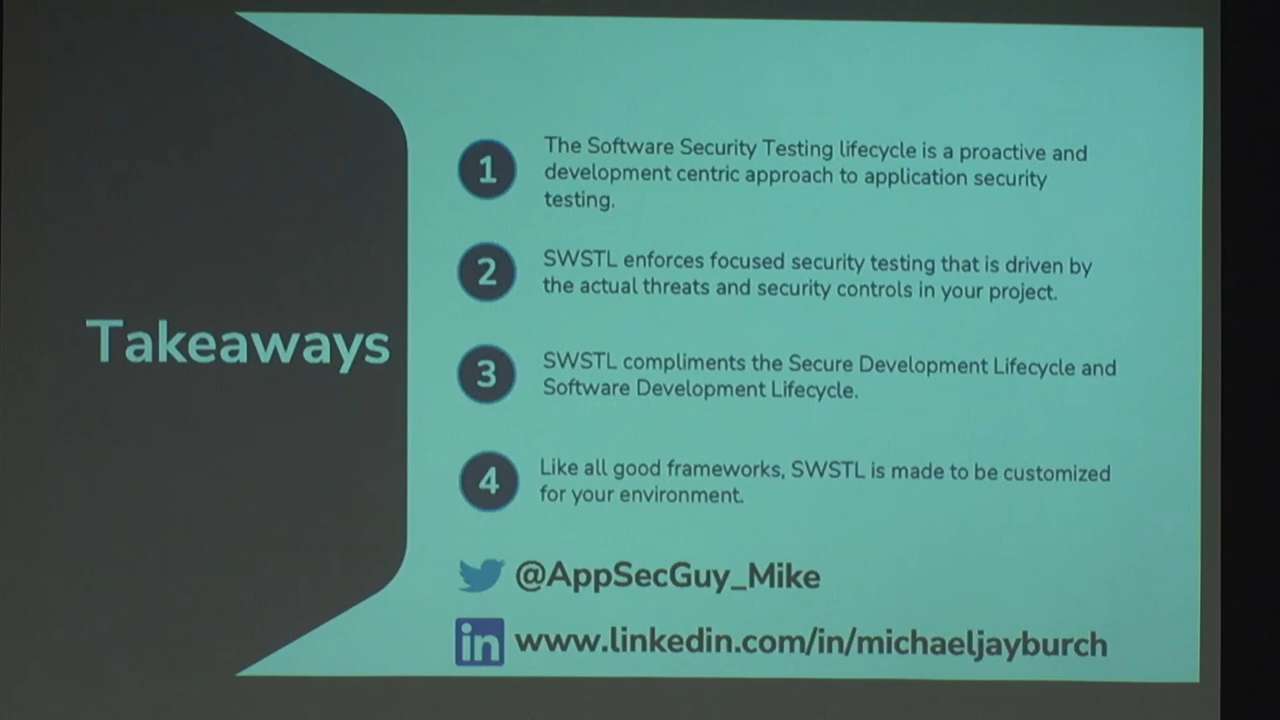 Takeaways
1
The Software Security Testing lifecycle is a proactive and
development centric approach to application security
testing.
2
SWSTL enforces focused security testing that is driven by
the actual threats and security controls in your project.
3
SWSTL compliments the Secure Development Lifecycle and
Software Development Lifecycle.
4
Like all good frameworks, SWSTL is made to be customized
for your environment.
@AppSecGuy_Mike
in www.linkedin.com/in/michaeljayburch